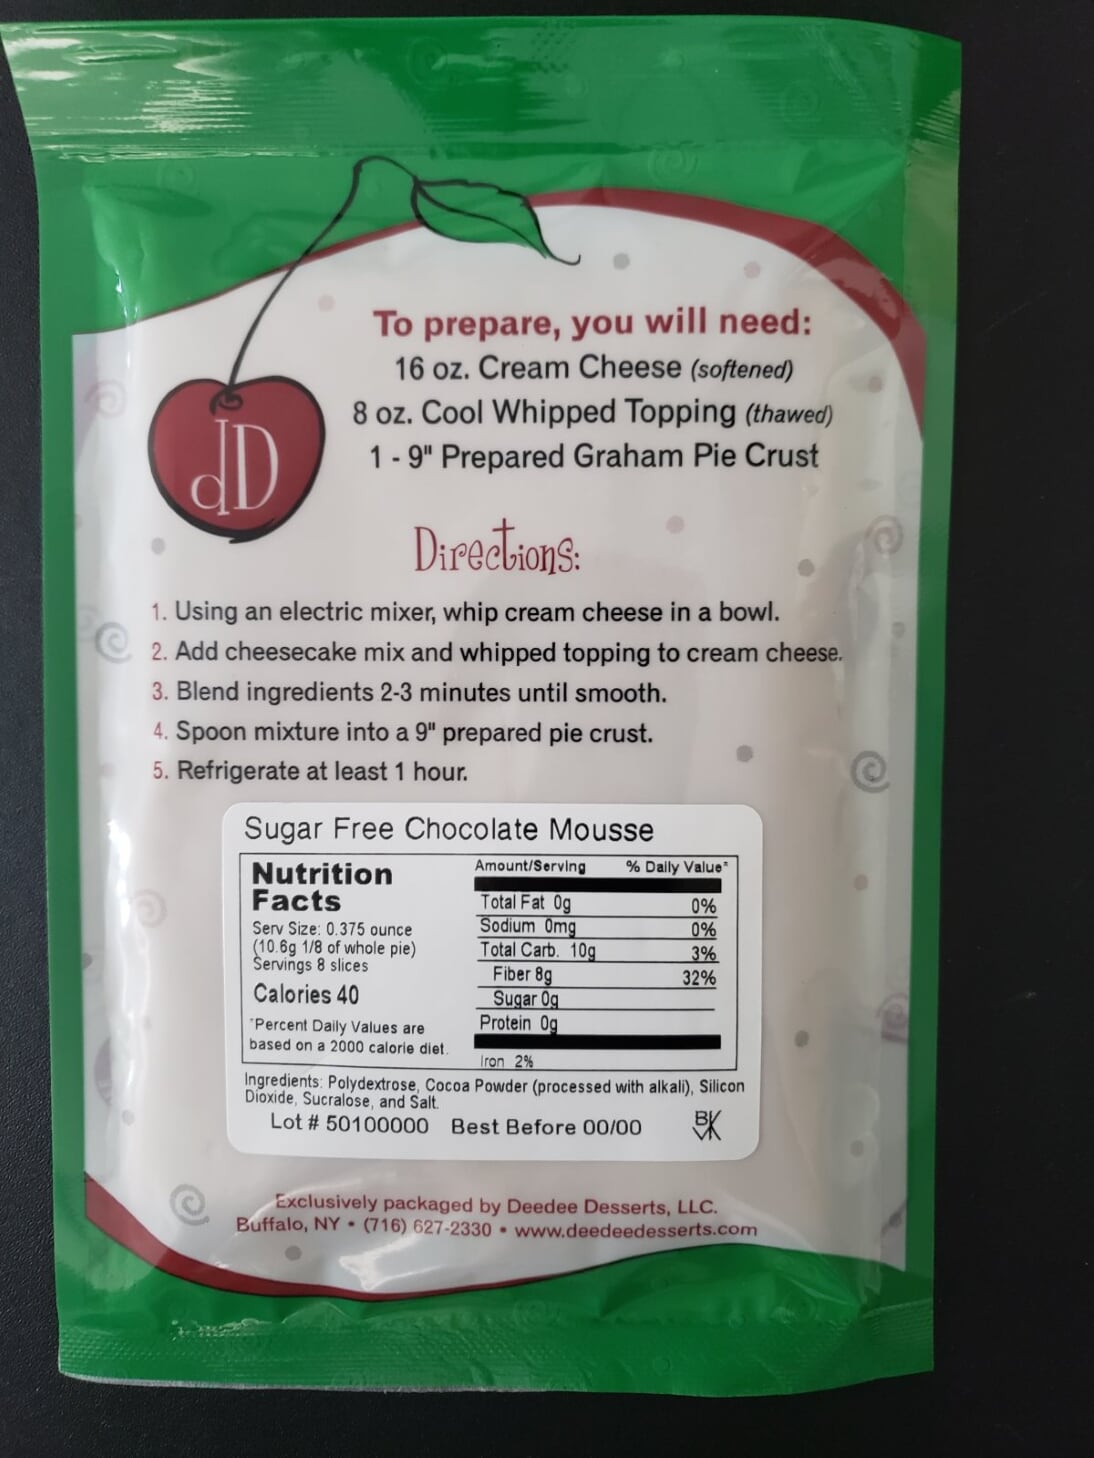 To prepare, you will need:
16 oz. Cream Cheese (softened)
8 oz. Cool Whipped Topping (thawed)
1 - 9" Prepared Graham Pie Crust
dD
Directions:
1. Using an electric mixer, whip cream cheese in a bowl.
2. Add cheesecake mix and whipped topping to cream cheese.
3. Blend ingredients 2-3 minutes until smooth.
4. Spoon mixture into a 9" prepared pie crust.
5. Refrigerate at least 1 hour.
Sugar Free Chocolate Mousse
Nutrition
Facts
Serv Size: 0.375 ounce
(10.6g 1/8 of whole pie)
Servings 8 slices
Calories 40
*Percent Daily Values are
based on a 2000 calorie diet.
Amount/Serving % Daily Value*
Total Fat 0g 0%
Sodium 0mg 0%
Total Carb. 10g 3%
Fiber 8g 32%
Sugar 0g
Protein 0g
Iron 2%
Ingredients: Polydextrose, Cocoa Powder (processed with alkali), Silicon
Dioxide, Sucralose, and Salt.
Lot # 50100000 Best Before 00/00
BVK
Exclusively packaged by Deedee Desserts, LLC.
Buffalo, NY • (716) 627-2330 • www.deedeedesserts.com